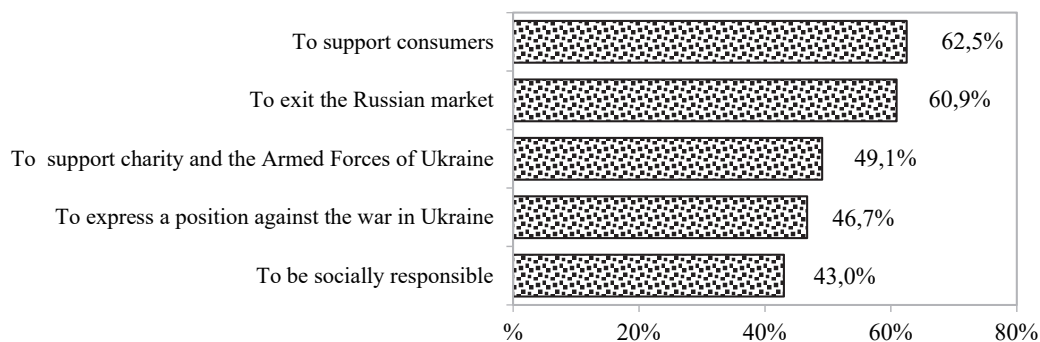 To support consumers 62,5%
To exit the Russian market 60,9%
To  support charity and the Armed Forces of Ukraine 49,1%
To express a position against the war in Ukraine 46,7%
To be socially responsible 43,0%
% 20% 40% 60% 80%